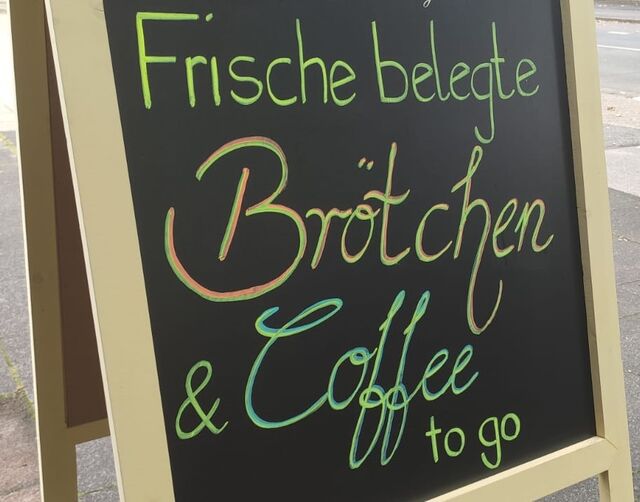 Frische belegte
Brötchen
& Coffee
to go